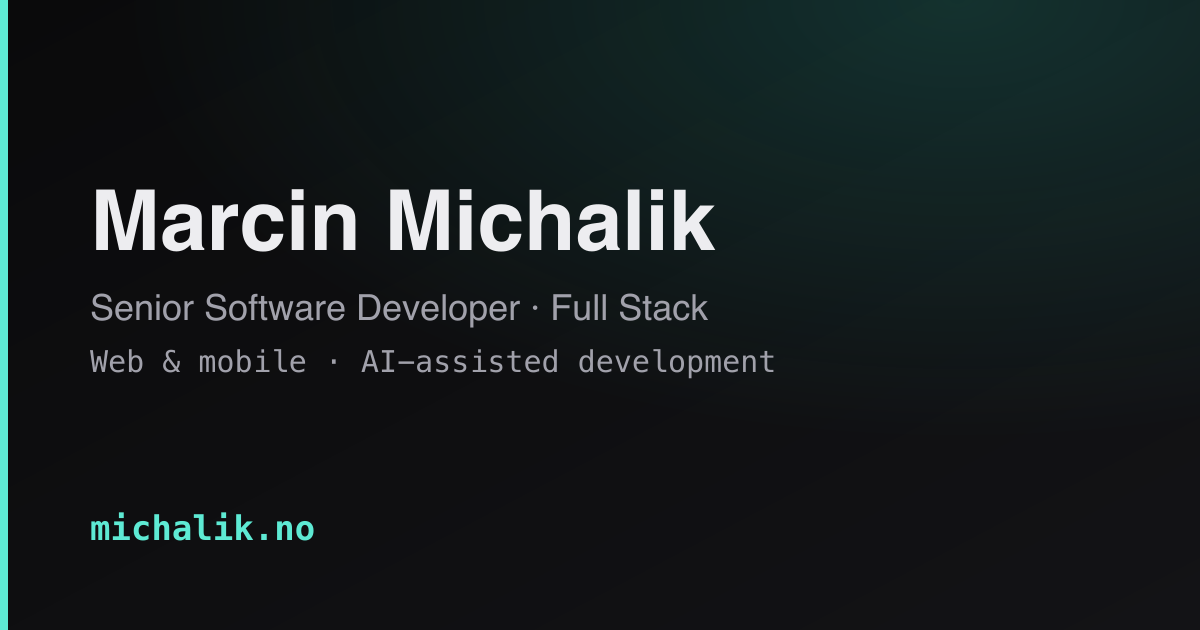 Marcin Michalik
Senior Software Developer · Full Stack
Web & mobile · AI-assisted development
michalik.no